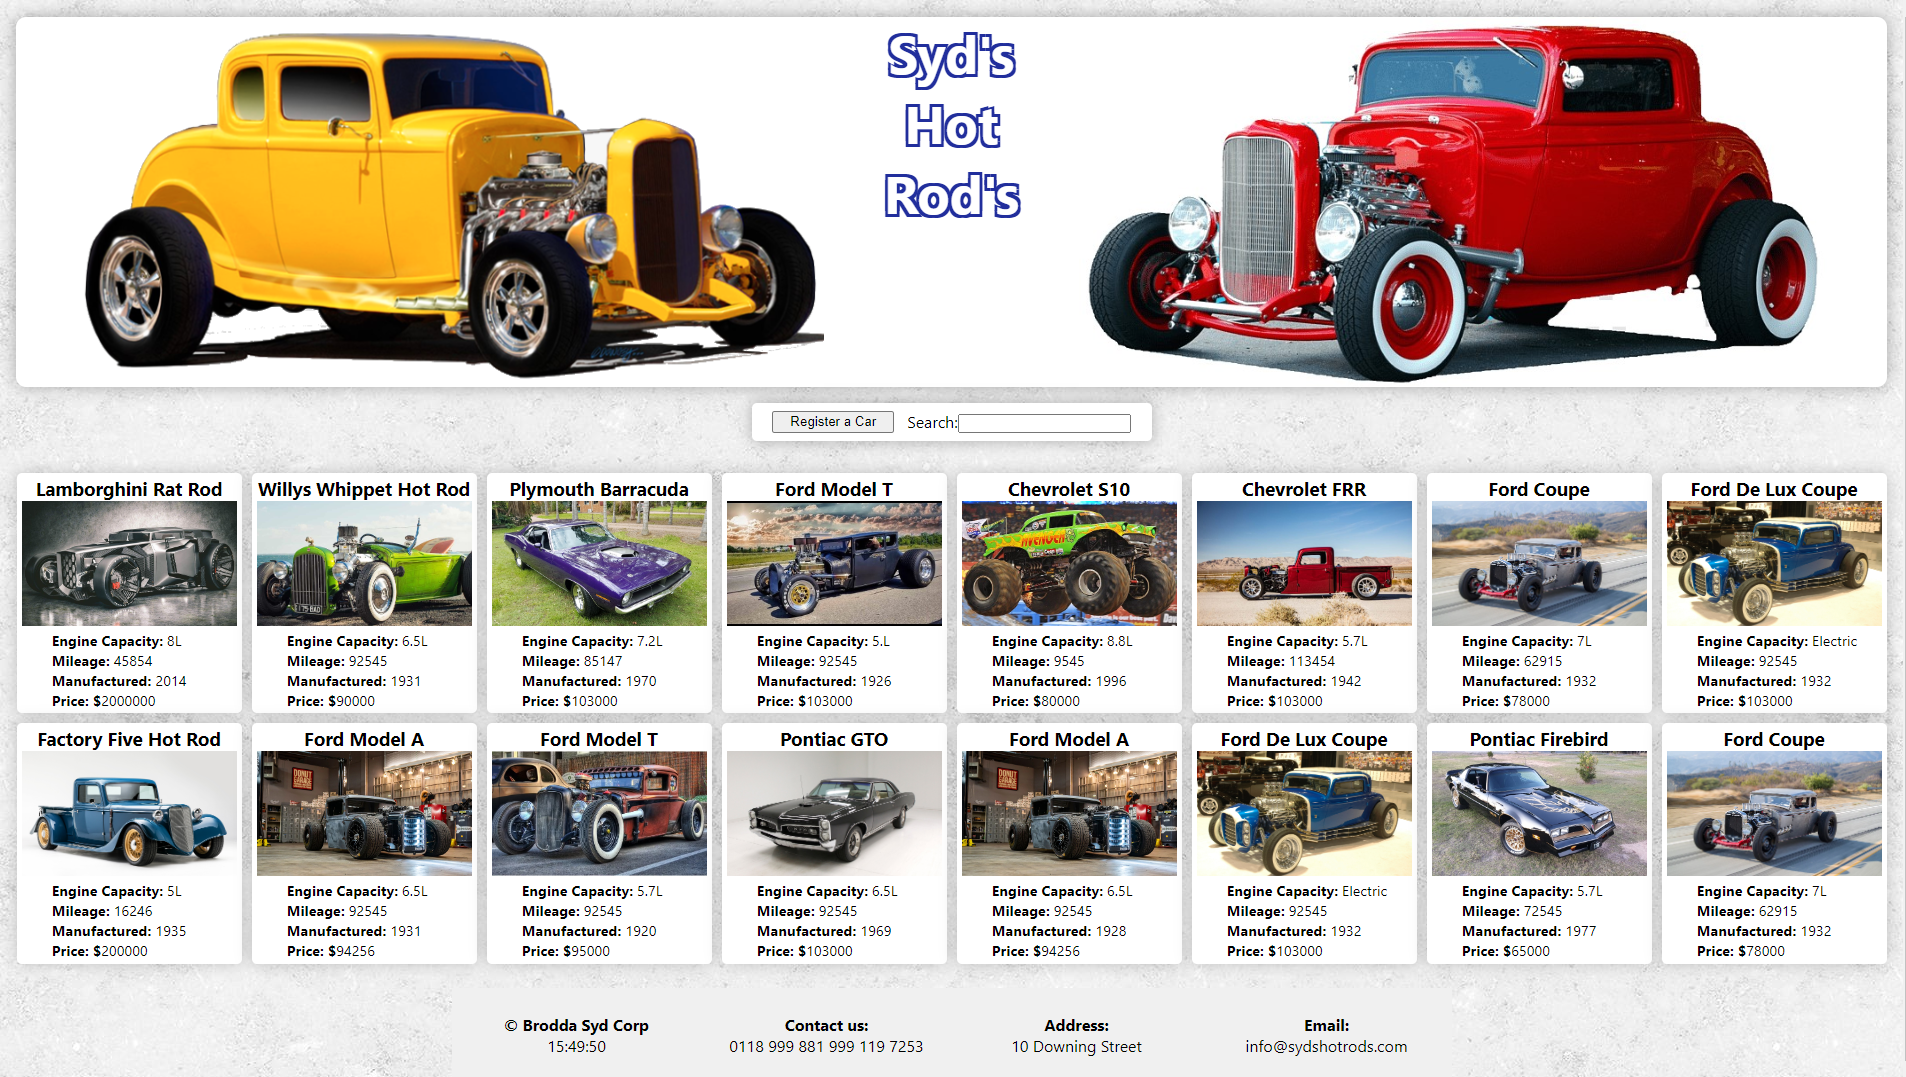 Syd's
Hot
Rod's
Register a Car
Search:
Lamborghini Rat Rod
Engine Capacity: 8L
Mileage: 45854
Manufactured: 2014
Price: $2000000
Willys Whippet Hot Rod
Engine Capacity: 6.5L
Mileage: 92545
Manufactured: 1931
Price: $90000
Plymouth Barracuda
Engine Capacity: 7.2L
Mileage: 85147
Manufactured: 1970
Price: $103000
Ford Model T
Engine Capacity: 5.L
Mileage: 92545
Manufactured: 1926
Price: $103000
Chevrolet S10
AVENGER
Engine Capacity: 8.8L
Mileage: 9545
Manufactured: 1996
Price: $80000
Chevrolet FRR
Engine Capacity: 5.7L
Mileage: 113454
Manufactured: 1942
Price: $103000
Ford Coupe
Engine Capacity: 7L
Mileage: 62915
Manufactured: 1932
Price: $78000
Ford De Lux Coupe
Engine Capacity: Electric
Mileage: 92545
Manufactured: 1932
Price: $103000
Factory Five Hot Rod
Engine Capacity: 5L
Mileage: 16246
Manufactured: 1935
Price: $200000
Ford Model A
DONUT
GARAGE
Engine Capacity: 6.5L
Mileage: 92545
Manufactured: 1931
Price: $94256
Ford Model T
Engine Capacity: 5.7L
Mileage: 92545
Manufactured: 1920
Price: $95000
Pontiac GTO
Engine Capacity: 6.5L
Mileage: 92545
Manufactured: 1969
Price: $103000
Ford Model A
DONUT
GARAGE
Engine Capacity: 6.5L
Mileage: 92545
Manufactured: 1928
Price: $94256
Ford De Lux Coupe
Engine Capacity: Electric
Mileage: 92545
Manufactured: 1932
Price: $103000
Pontiac Firebird
Engine Capacity: 5.7L
Mileage: 72545
Manufactured: 1977
Price: $65000
Ford Coupe
Engine Capacity: 7L
Mileage: 62915
Manufactured: 1932
Price: $78000
© Brodda Syd Corp
15:49:50
Contact us:
0118 999 881 999 119 7253
Address:
10 Downing Street
Email:
info@sydshotrods.com